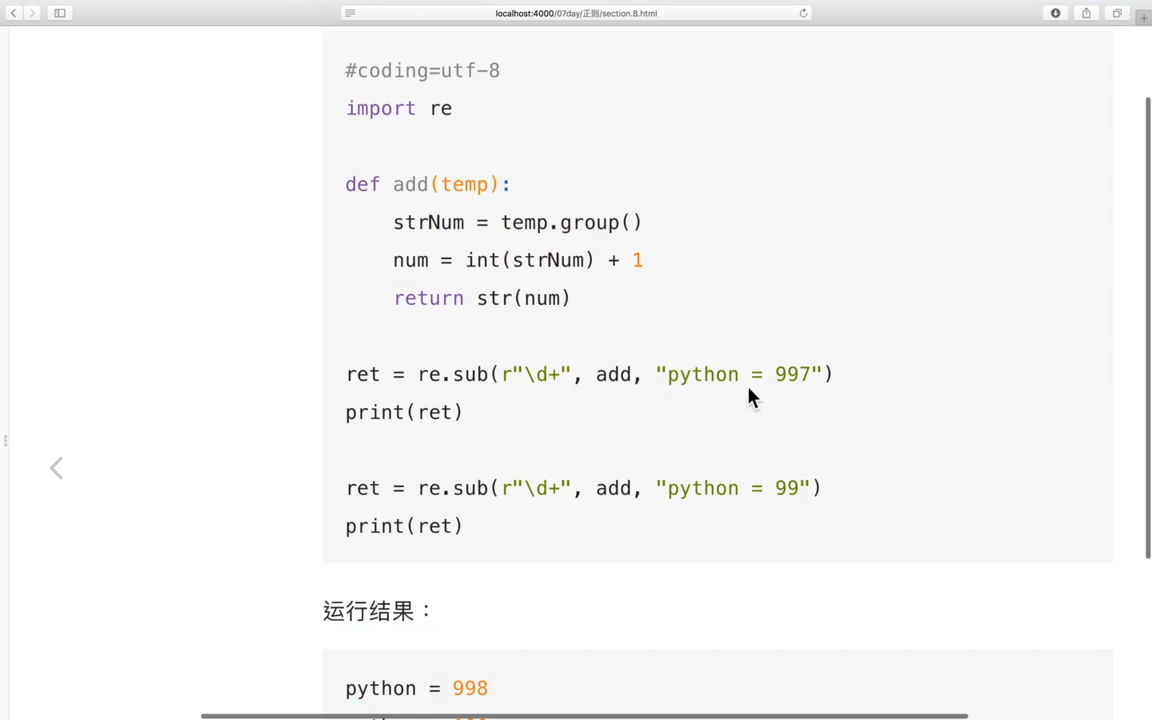 localhost:4000/07day/正则/section.8.html
#coding=utf-8
import re
def add(temp):
    strNum = temp.group()
    num = int(strNum) + 1
    return str(num)
ret = re.sub(r"\d+", add, "python = 997")
print(ret)
ret = re.sub(r"\d+", add, "python = 99")
print(ret)
运行结果：
python = 998